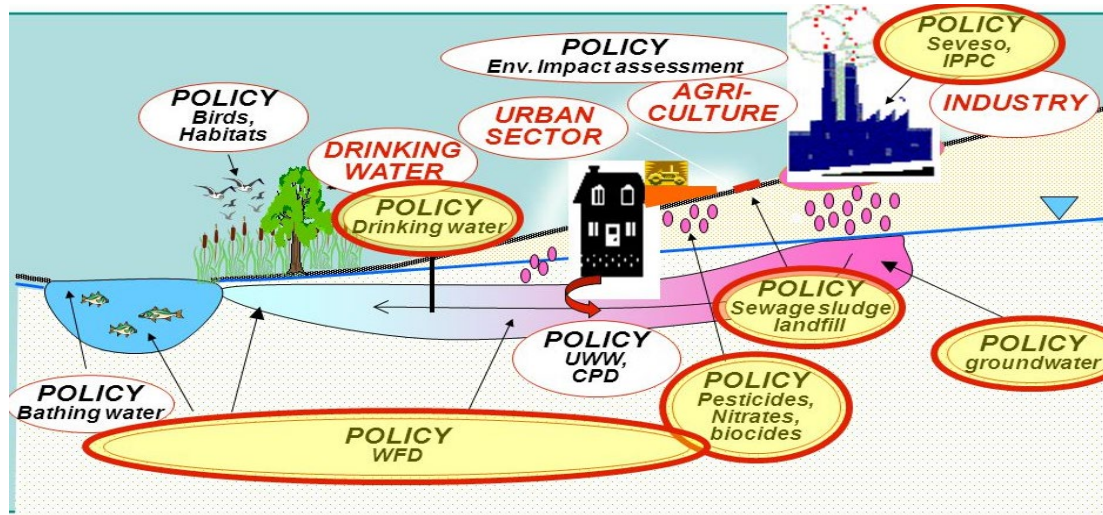 POLICY
Seveso,
IPPC
POLICY
Env. Impact assessment
AGRI-
CULTURE
INDUSTRY
URBAN
SECTOR
POLICY
Birds,
Habitats
DRINKING
WATER
POLICY
Drinking water
POLICY
Sewage sludge
landfill
POLICY
groundwater
POLICY
UWW,
CPD
POLICY
Pesticides,
Nitrates,
biocides
POLICY
Bathing water
POLICY
WFD